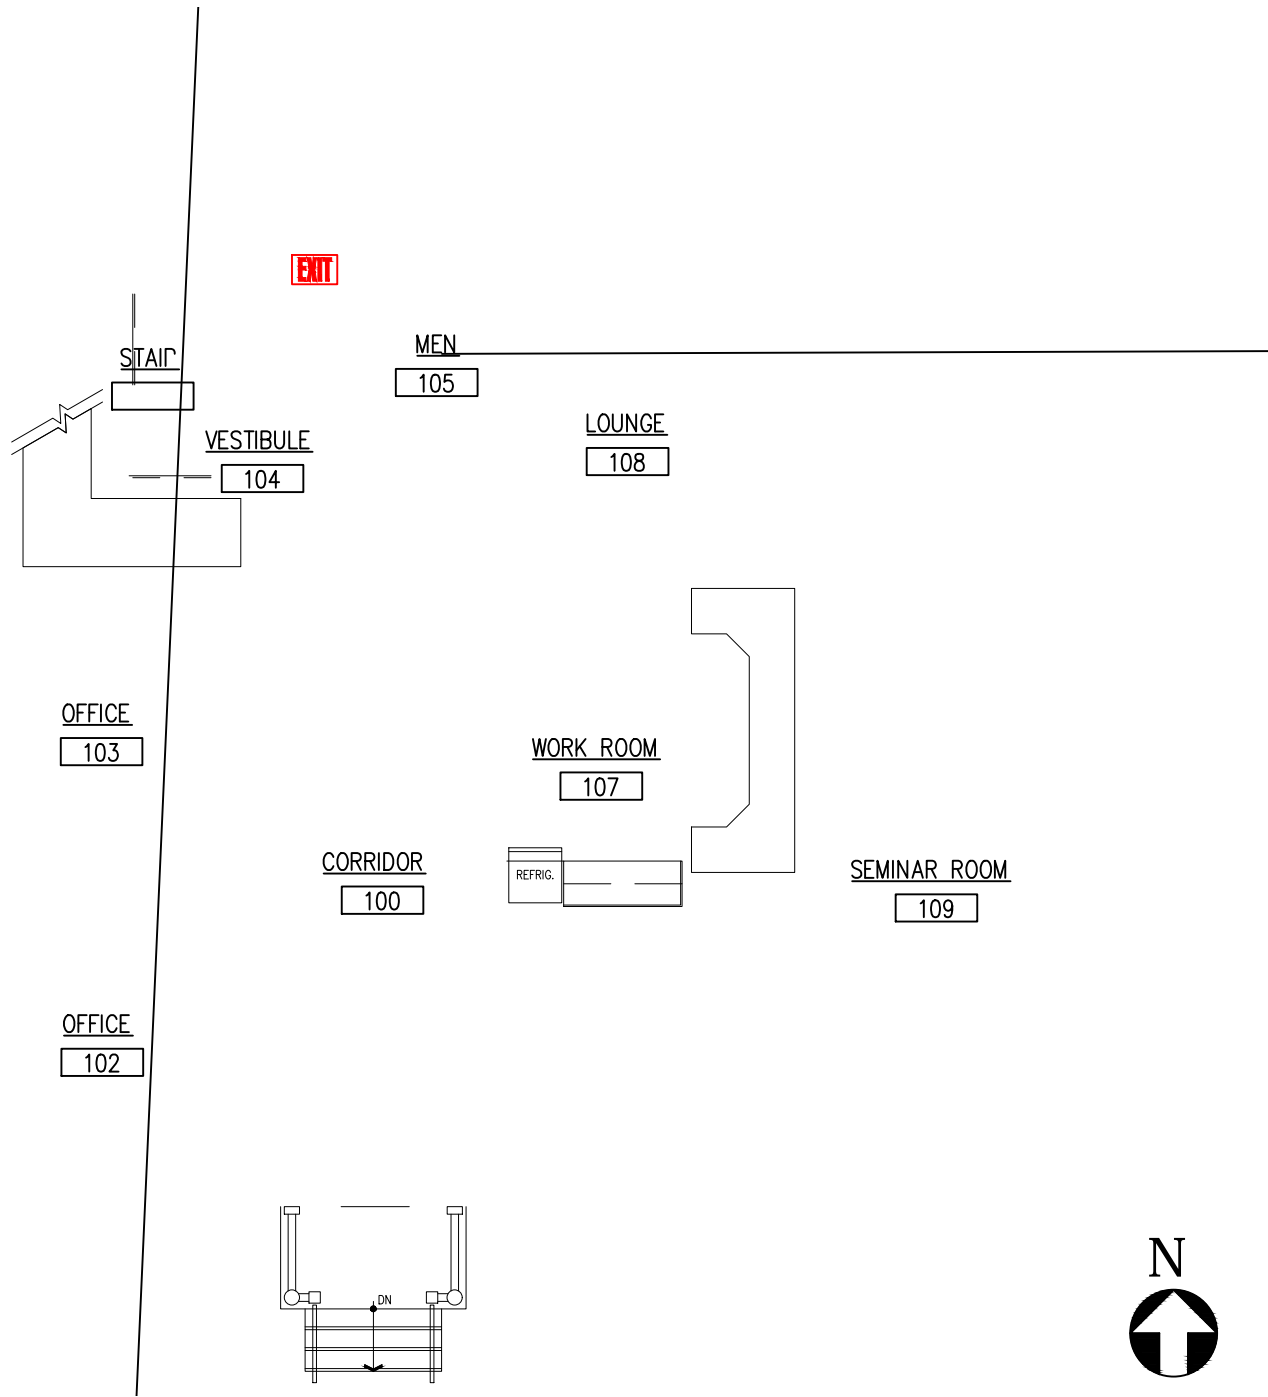 EXIT
MEN
105
STAIR
LOUNGE
108
VESTIBULE
104
OFFICE
103
WORK ROOM
107
CORRIDOR
100
REFRIG.
SEMINAR ROOM
109
OFFICE
102
N
DN